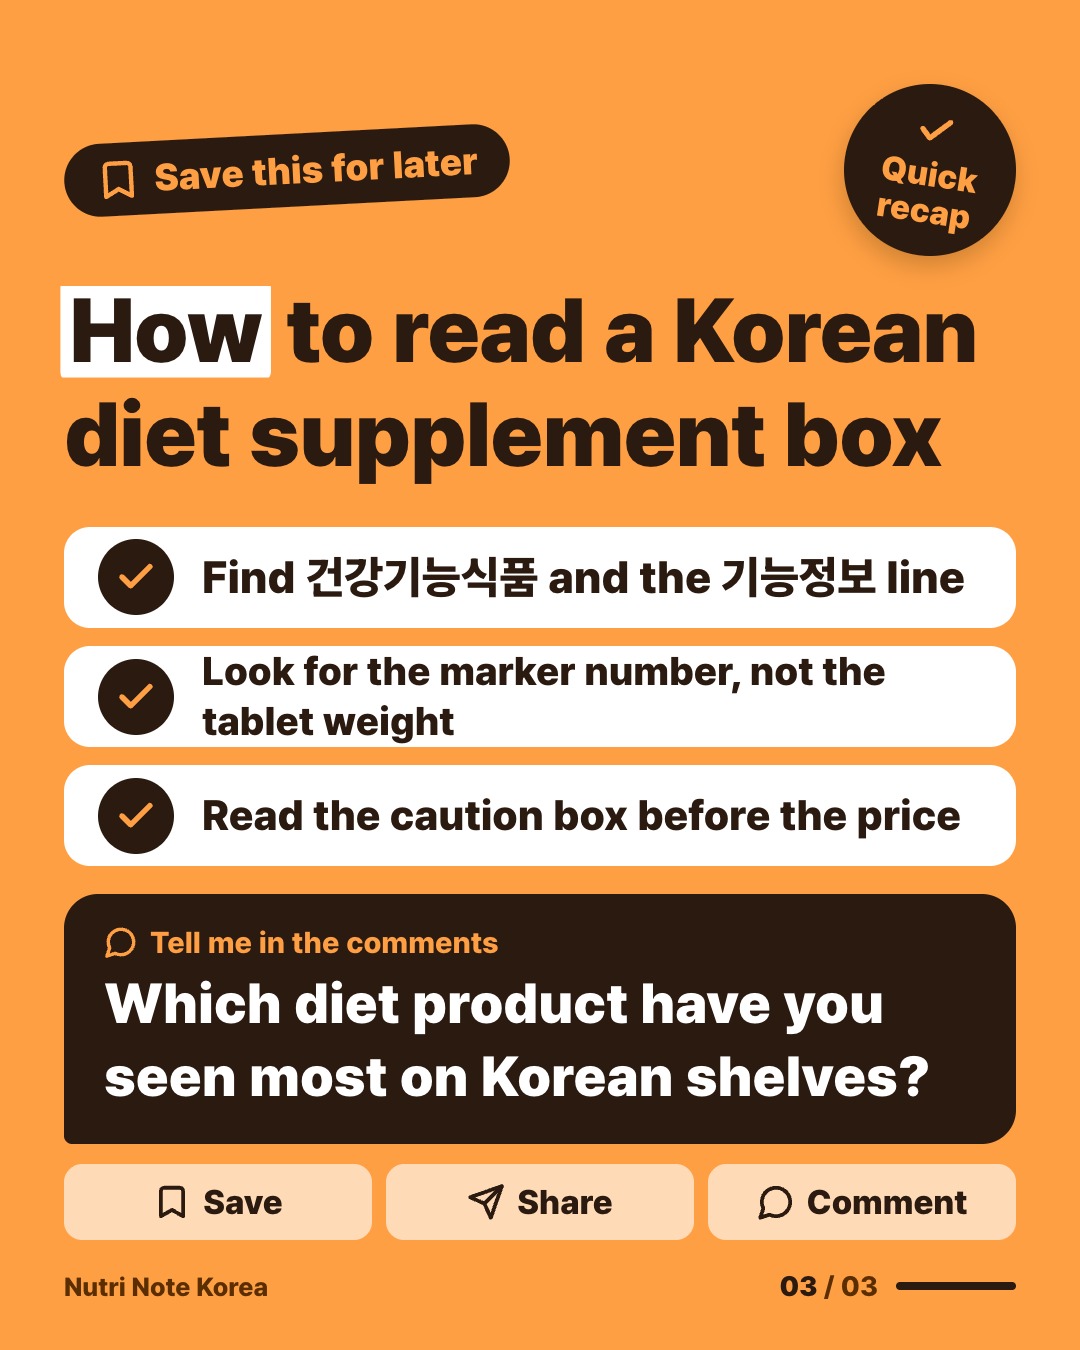 Save this for later
Quick
recap
How to read a Korean
diet supplement box
Find 건강기능식품 and the 기능정보 line
Look for the marker number, not the
tablet weight
Read the caution box before the price
Tell me in the comments
Which diet product have you
seen most on Korean shelves?
Save
Share
Comment
Nutri Note Korea
03 / 03